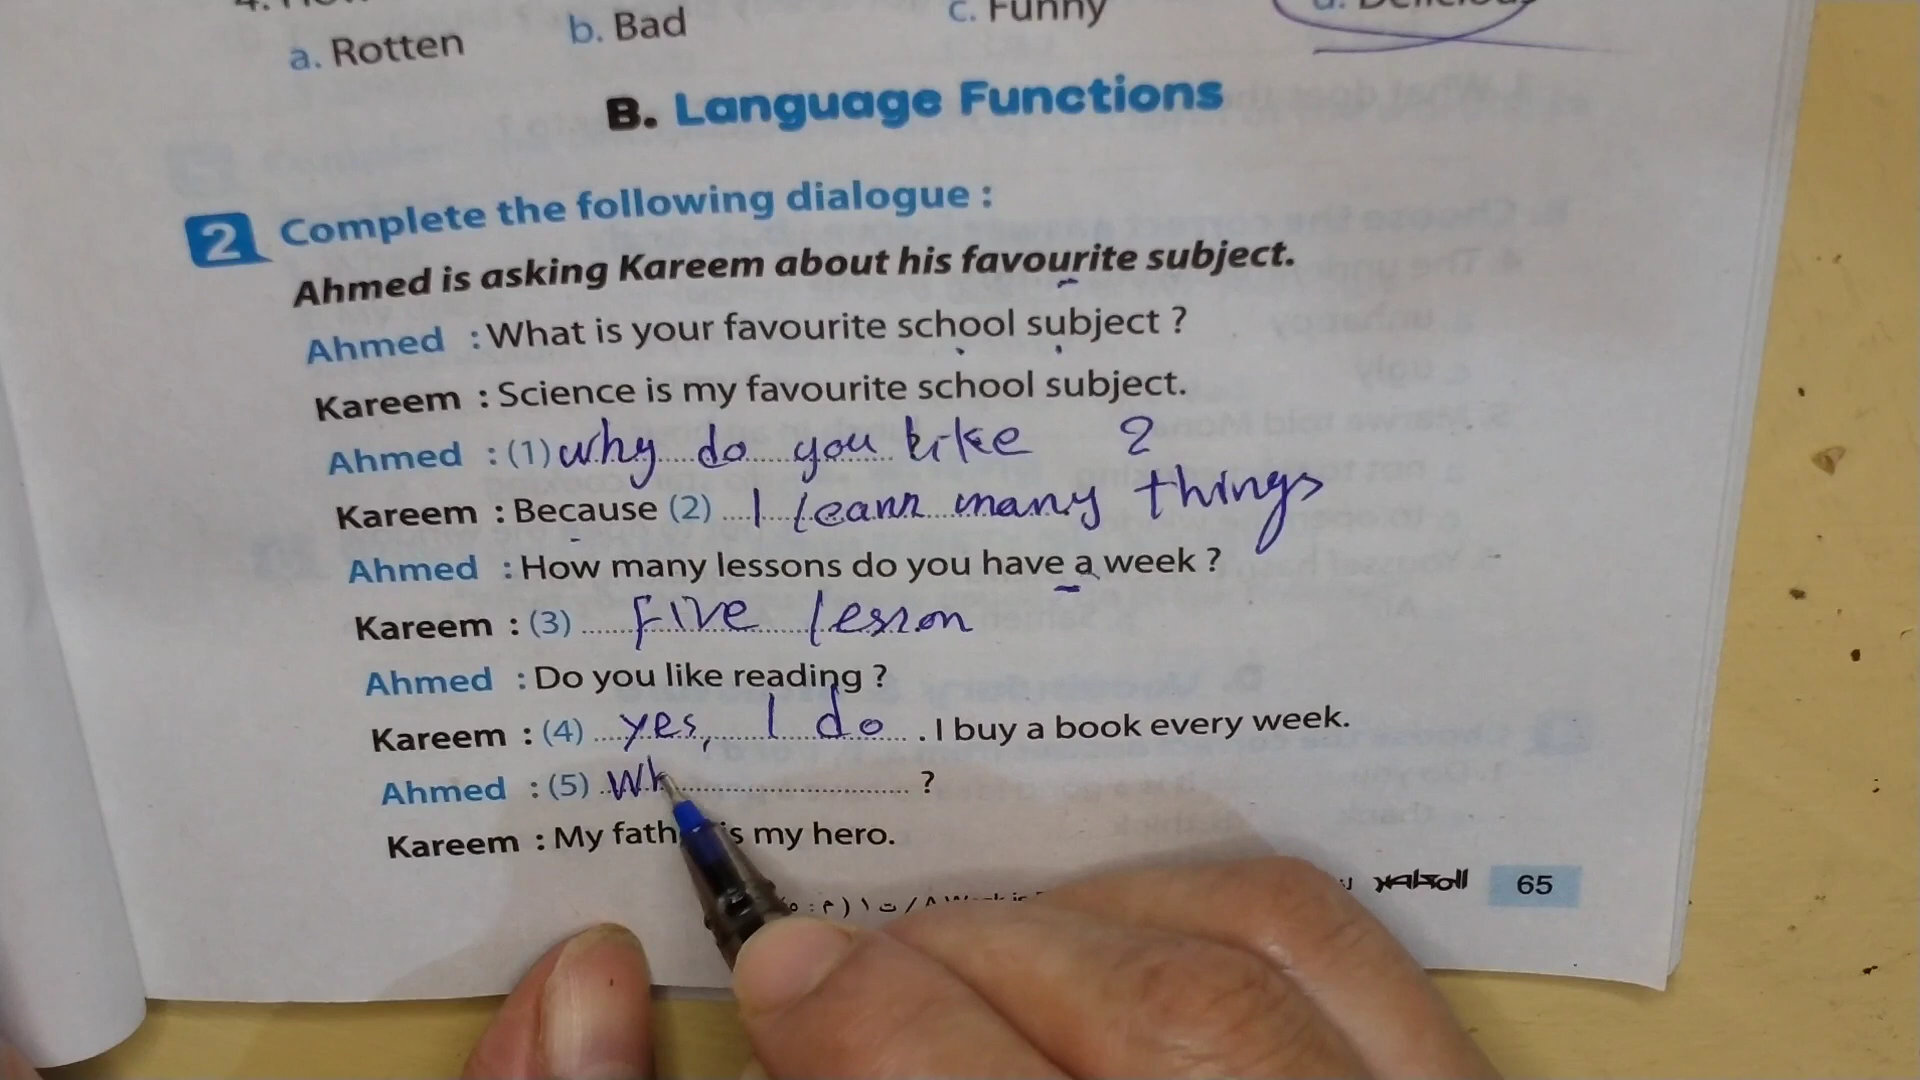 a. Rotten b. Bad c. Funny d. Delicious
B. Language Functions
2 Complete the following dialogue :
Ahmed is asking Kareem about his favourite subject.
Ahmed : What is your favourite school subject ?
Kareem : Science is my favourite school subject.
Ahmed : (1) why do you like ?
Kareem : Because (2) I learn many things
Ahmed : How many lessons do you have a week ?
Kareem : (3) five lesson
Ahmed : Do you like reading ?
Kareem : (4) yes, I do . I buy a book every week.
Ahmed : (5) Wh ?
Kareem : My father is my hero.
65